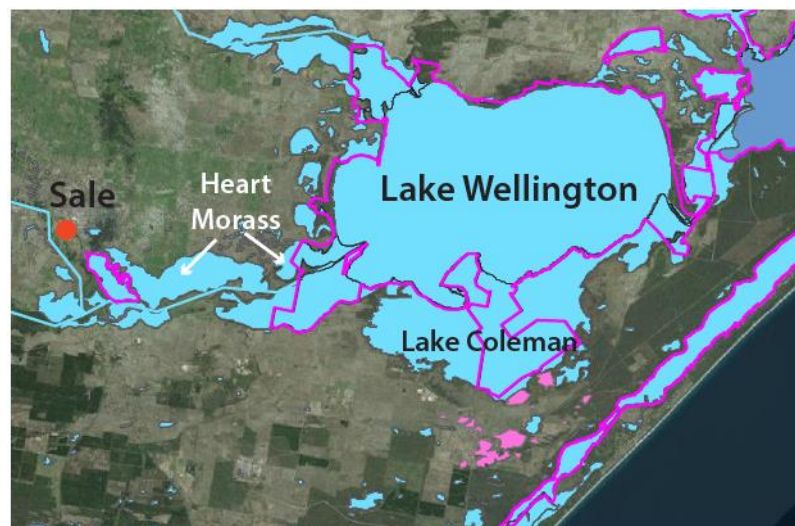 Sale
Heart
Morass
Lake Wellington
Lake Coleman